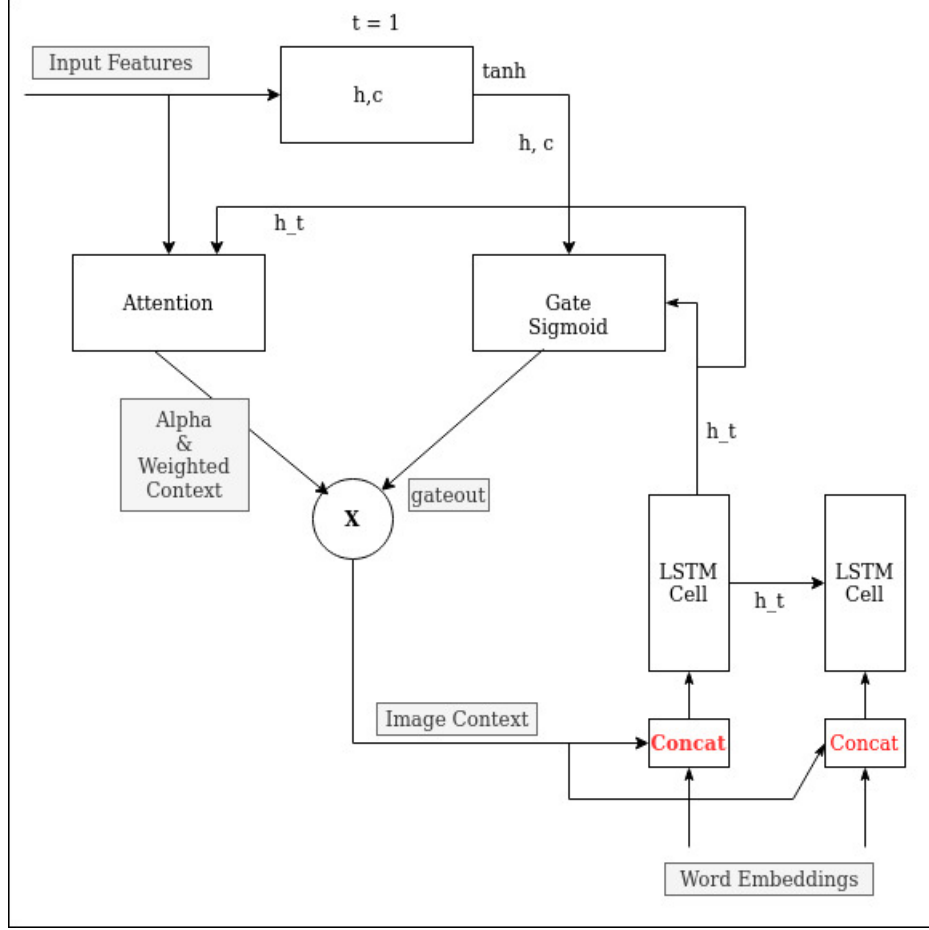 t = 1
Input Features
h,c
tanh
h, c
h_t
Attention
Gate
Sigmoid
Alpha
&
Weighted
Context
h_t
gateout
X
LSTM
Cell
h_t
LSTM
Cell
Image Context
Concat
Concat
Word Embeddings